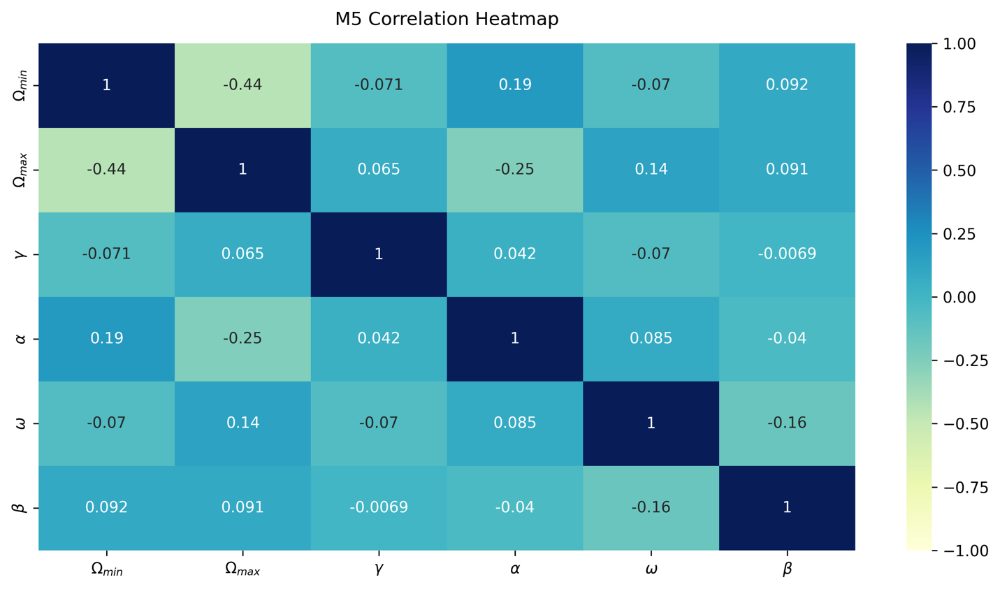 M5 Correlation Heatmap
Ω_min 1 -0.44 -0.071 0.19 -0.07 0.092
Ω_max -0.44 1 0.065 -0.25 0.14 0.091
γ -0.071 0.065 1 0.042 -0.07 -0.0069
α 0.19 -0.25 0.042 1 0.085 -0.04
ω -0.07 0.14 -0.07 0.085 1 -0.16
β 0.092 0.091 -0.0069 -0.04 -0.16 1
Ω_min Ω_max γ α ω β
1.00
0.75
0.50
0.25
0.00
−0.25
−0.50
−0.75
−1.00